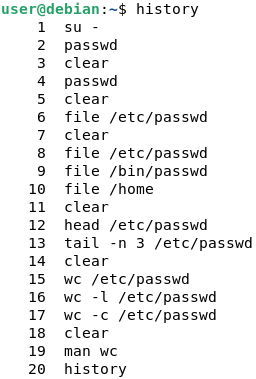 user@debian:~$ history
1 su -
2 passwd
3 clear
4 passwd
5 clear
6 file /etc/passwd
7 clear
8 file /etc/passwd
9 file /bin/passwd
10 file /home
11 clear
12 head /etc/passwd
13 tail -n 3 /etc/passwd
14 clear
15 wc /etc/passwd
16 wc -l /etc/passwd
17 wc -c /etc/passwd
18 clear
19 man wc
20 history